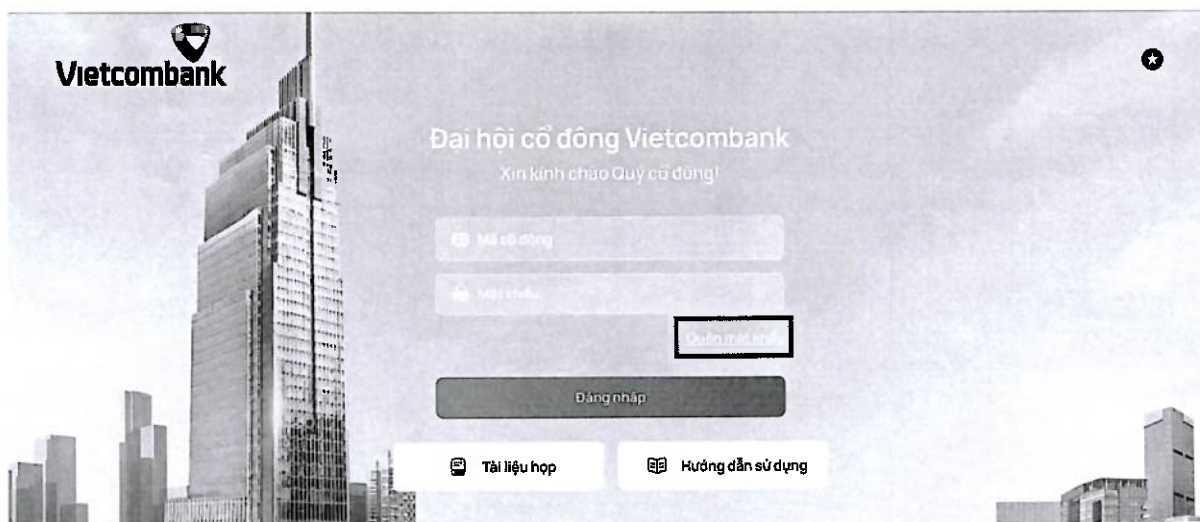 Vietcombank
Đại hội cổ đông Vietcombank
Xin kính chào Quý cổ đông!
Mã cổ đông
Mật khẩu
Quên mật khẩu
Đăng nhập
Tài liệu họp
Hướng dẫn sử dụng